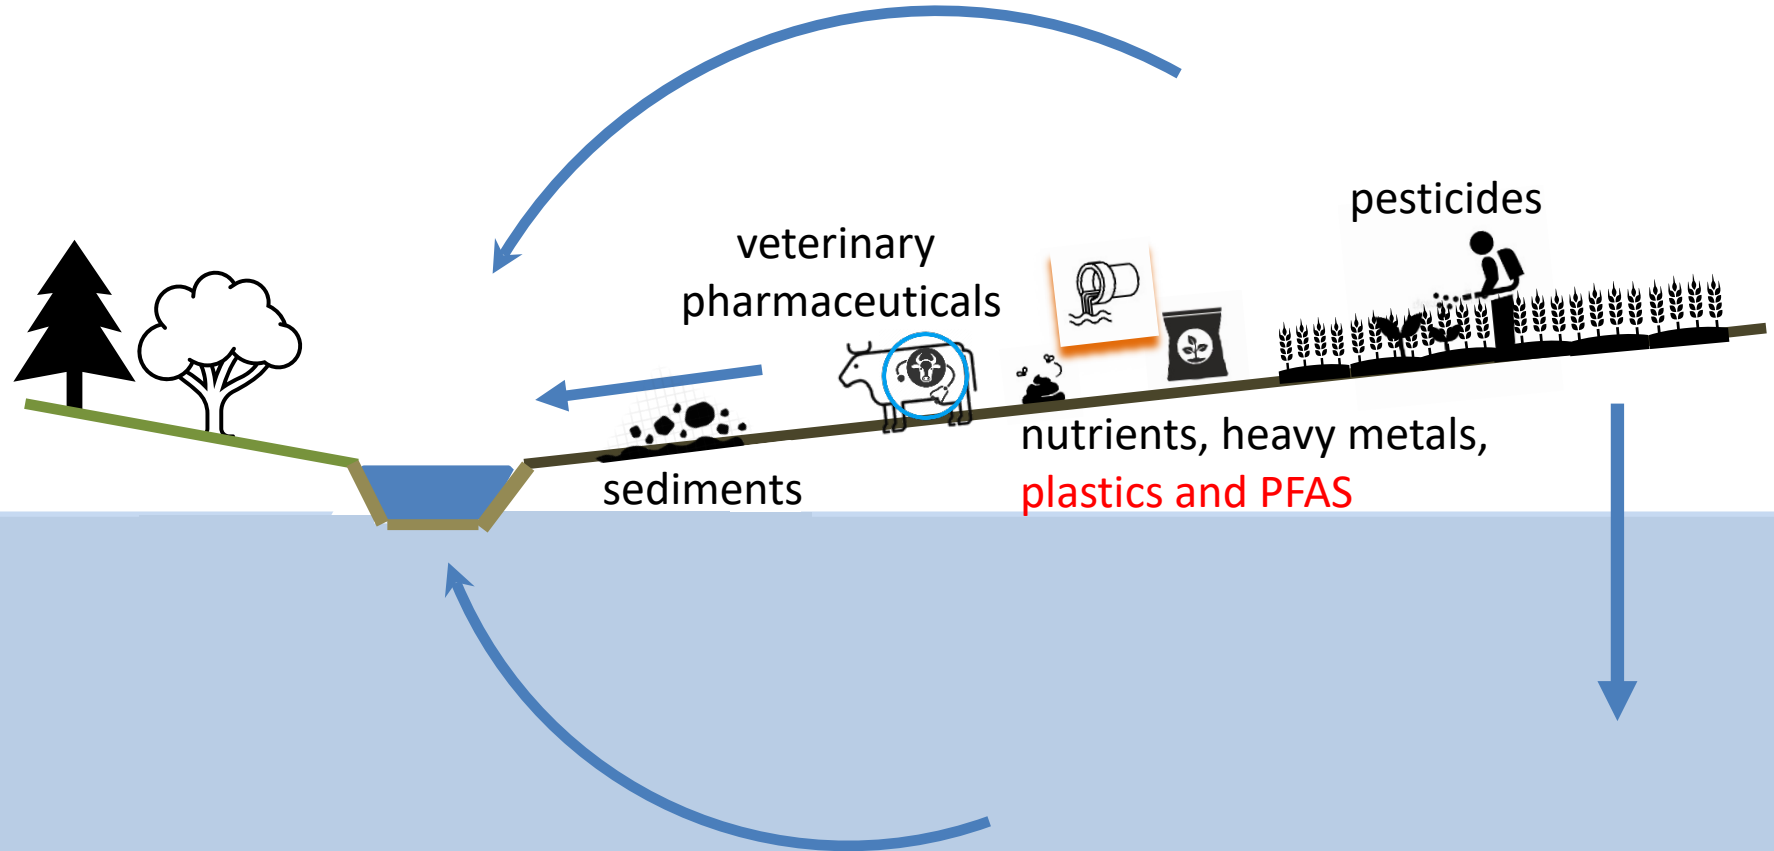 pesticides
veterinary
pharmaceuticals
nutrients, heavy metals,
plastics and PFAS
sediments